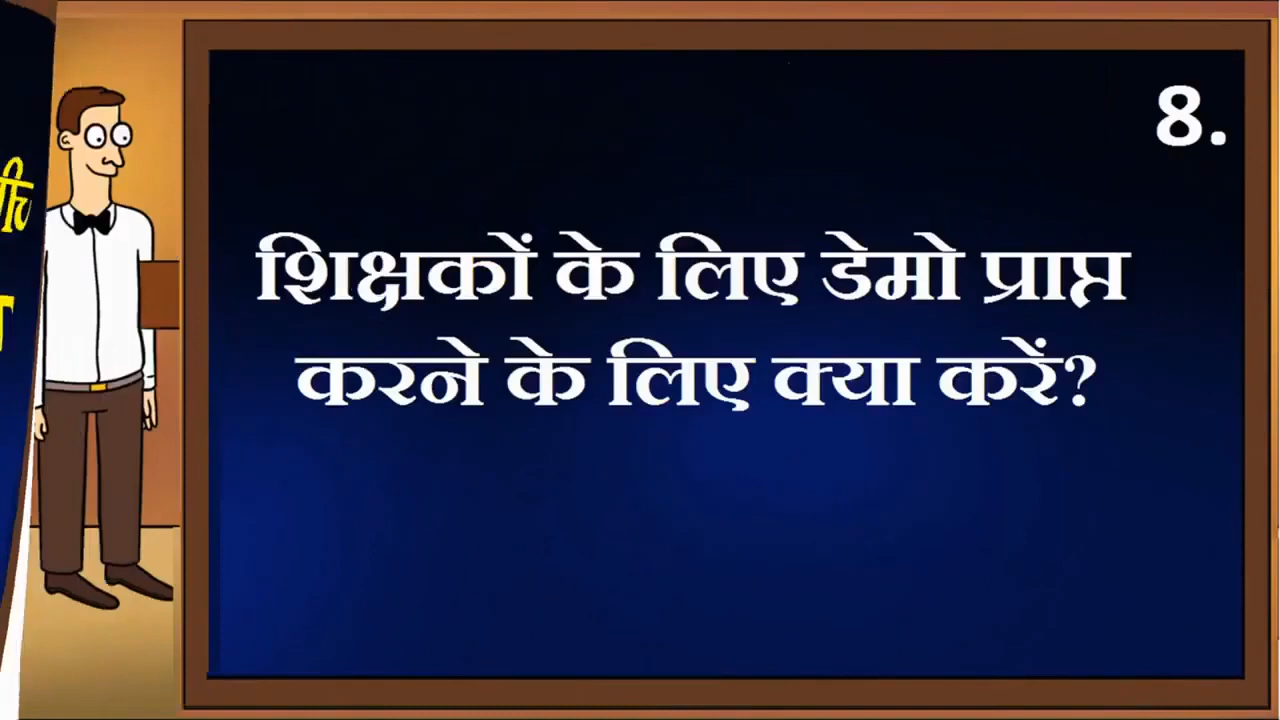 8.
शिक्षकों के लिए डेमो प्राप्त
करने के लिए क्या करें?